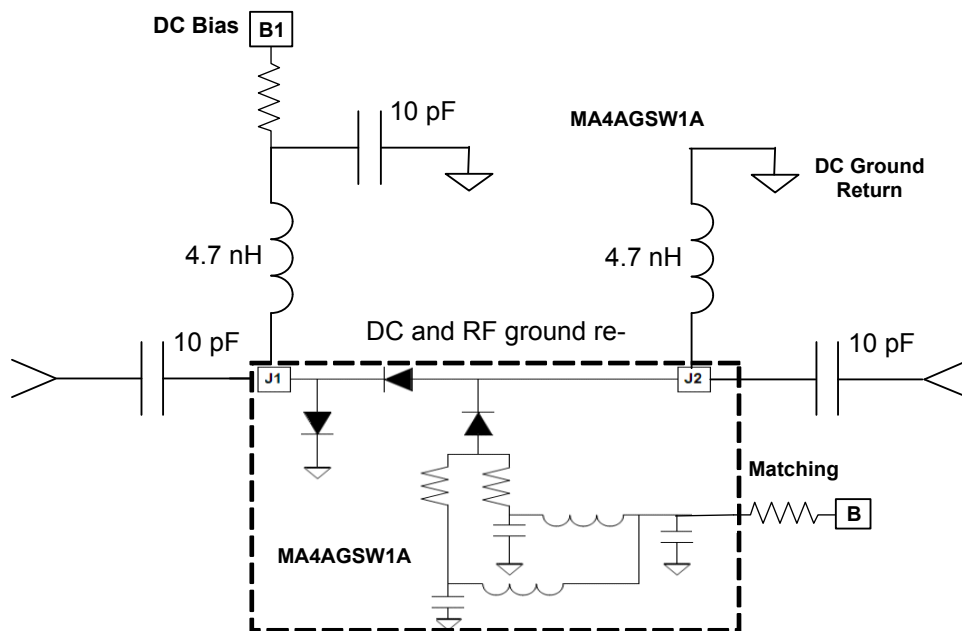 DC Bias
B1
10 pF
MA4AGSW1A
DC Ground
Return
4.7 nH
4.7 nH
DC and RF ground re-
10 pF
10 pF
J1
J2
Matching
B
MA4AGSW1A